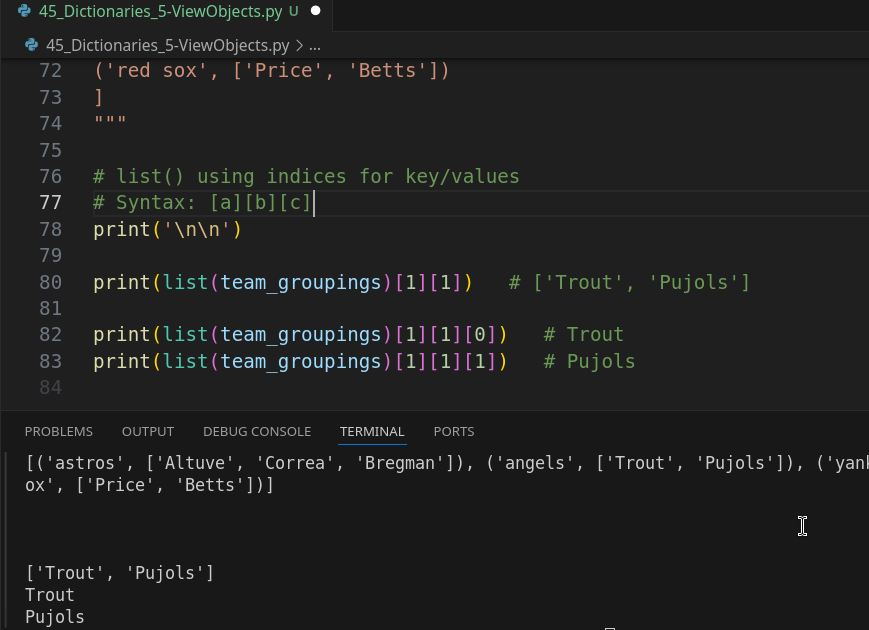 45_Dictionaries_5-ViewObjects.py U
45_Dictionaries_5-ViewObjects.py > ...
72 ('red sox', ['Price', 'Betts'])
73 ]
74 """
75
76 # list() using indices for key/values
77 # Syntax: [a][b][c]
78 print('\n\n')
79
80 print(list(team_groupings)[1][1]) # ['Trout', 'Pujols']
81
82 print(list(team_groupings)[1][1][0]) # Trout
83 print(list(team_groupings)[1][1][1]) # Pujols
84
PROBLEMS OUTPUT DEBUG CONSOLE TERMINAL PORTS
[('astros', ['Altuve', 'Correa', 'Bregman']), ('angels', ['Trout', 'Pujols']), ('yank
ox', ['Price', 'Betts'])]
['Trout', 'Pujols']
Trout
Pujols